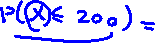 P((X) ≤ 200) =